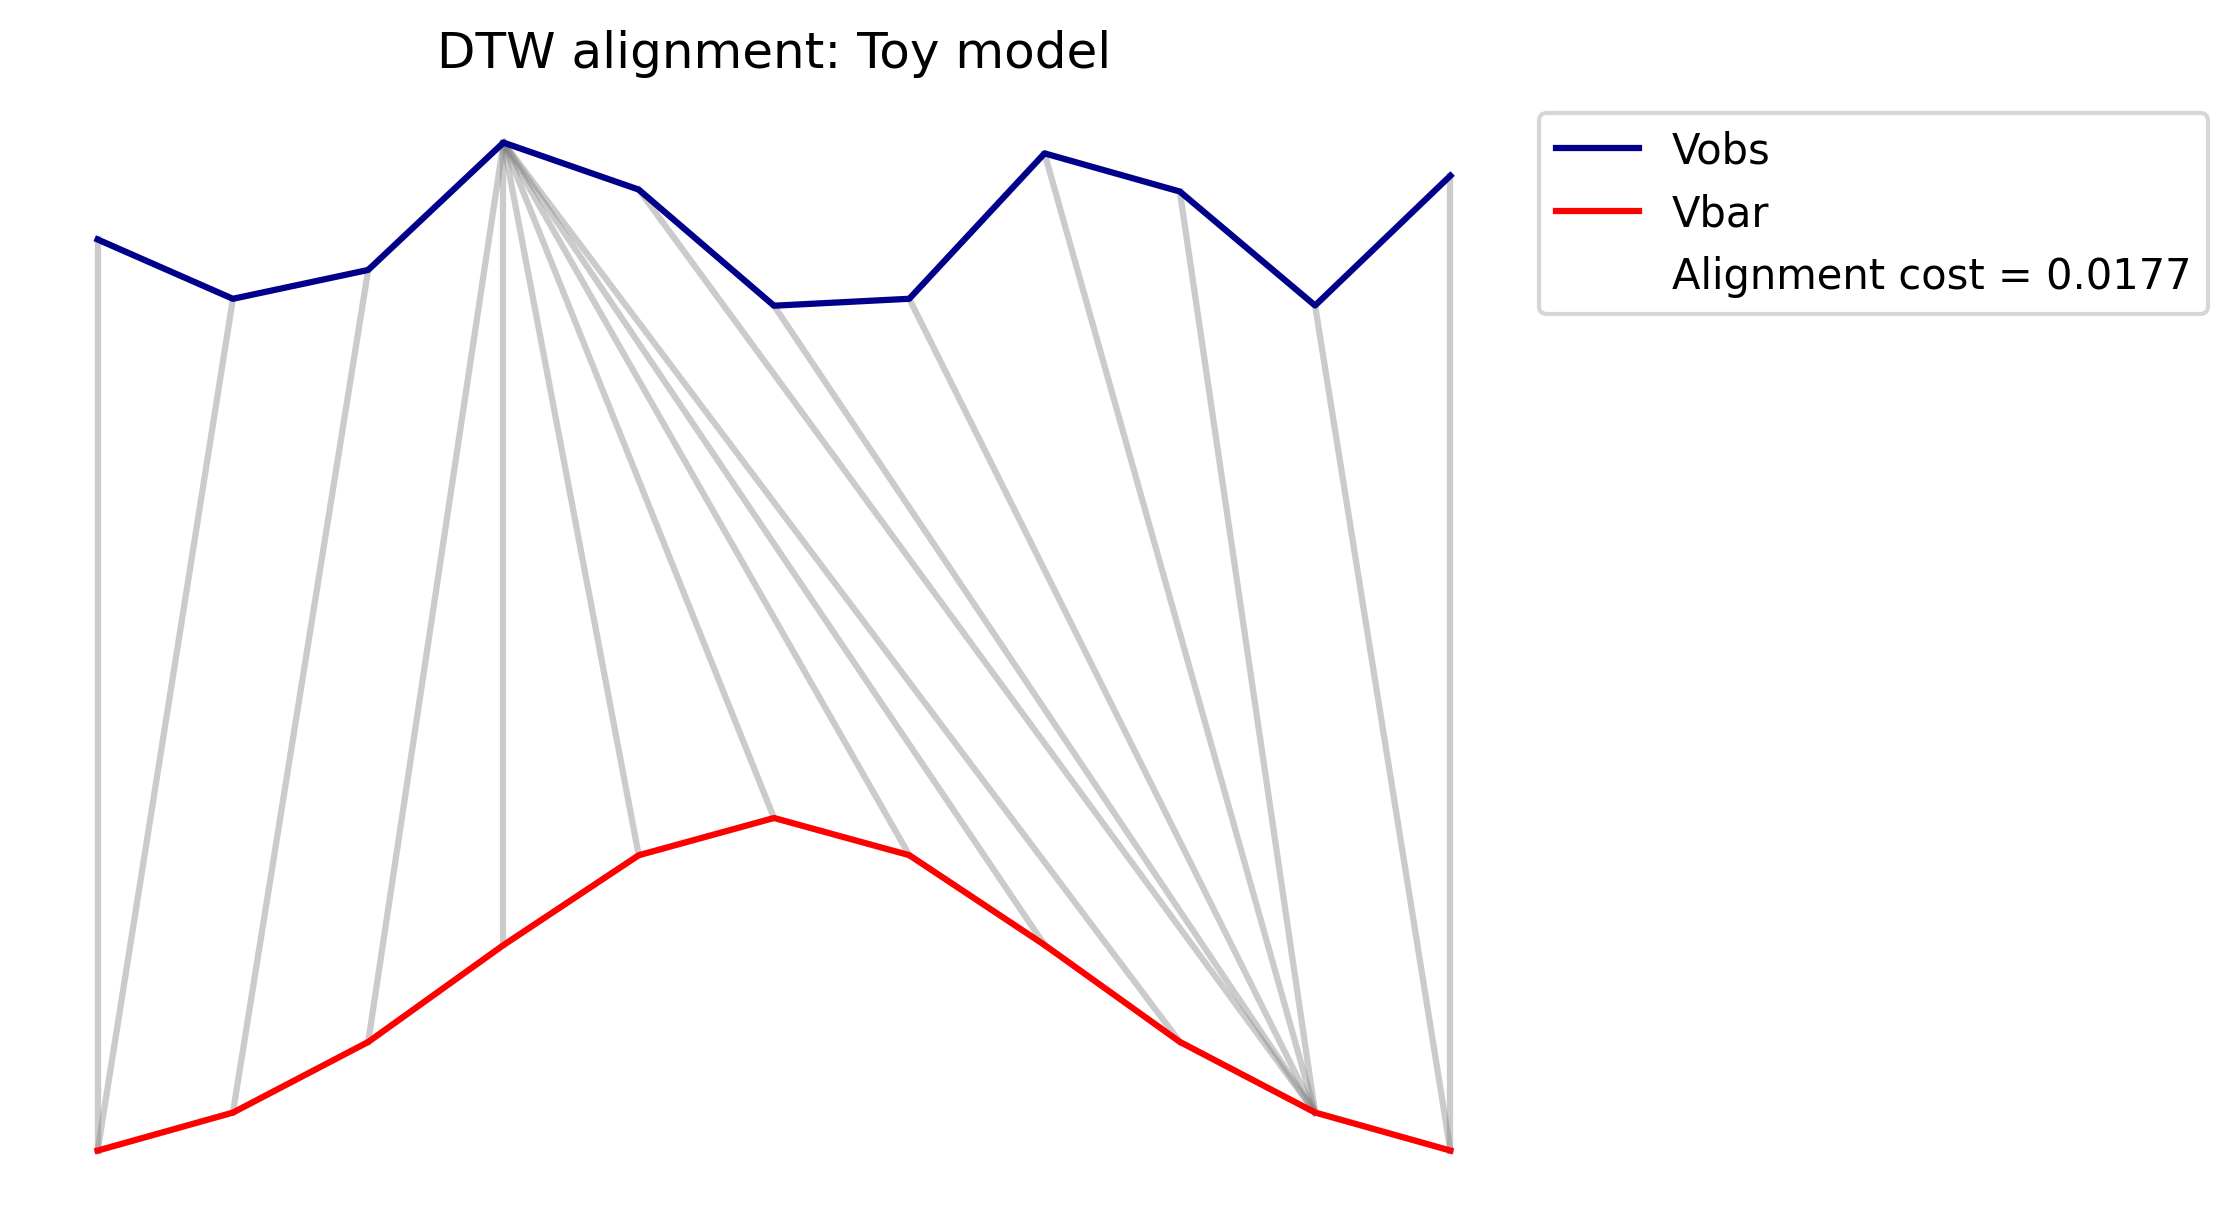 DTW alignment: Toy model
Vobs
Vbar
Alignment cost = 0.0177